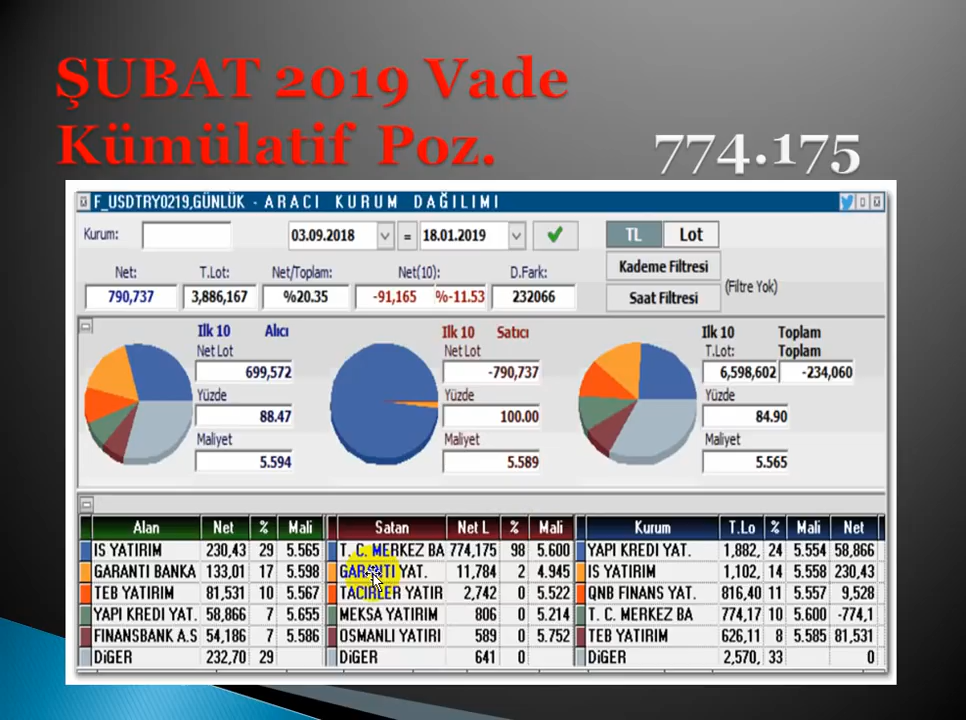 ŞUBAT 2019 Vade
Kümülatif Poz. 774.175
F_USDTRY0219,GÜNLÜK - ARACI KURUM DAĞILIMI
Kurum: 03.09.2018 = 18.01.2019 TL Lot
Net: T.Lot: Net/Toplam: Net(10): D.Fark: Kademe Filtresi
790,737 3,886,167 %20.35 -91,165 %-11.53 232066 Saat Filtresi (Filtre Yok)
Ilk 10 Alıcı Ilk 10 Satıcı Ilk 10 Toplam
Net Lot Net Lot T.Lot: Toplam
699,572 -790,737 6,598,602 -234,060
Yüzde Yüzde Yüzde
88.47 100.00 84.90
Maliyet Maliyet Maliyet
5.594 5.589 5.565
Alan Net % Mali Satan Net L % Mali Kurum T.Lo % Mali Net
IS YATIRIM 230,43 29 5.565 T. C. MERKEZ BA 774,175 98 5.600 YAPI KREDI YAT. 1,882, 24 5.554 58,866
GARANTI BANKA 133,01 17 5.598 GARANTI YAT. 11,784 2 4.945 IS YATIRIM 1,102, 14 5.558 230,43
TEB YATIRIM 81,531 10 5.567 TACIRLER YATIR 2,742 0 5.522 QNB FINANS YAT. 816,40 11 5.557 9,528
YAPI KREDI YAT. 58,866 7 5.655 MEKSA YATIRIM 806 0 5.214 T. C. MERKEZ BA 774,17 10 5.600 -774,1
FINANSBANK A.S 54,186 7 5.586 OSMANLI YATIRI 589 0 5.752 TEB YATIRIM 626,11 8 5.585 81,531
DiĞER 232,70 29 DiĞER 641 0 DiĞER 2,570, 33 0